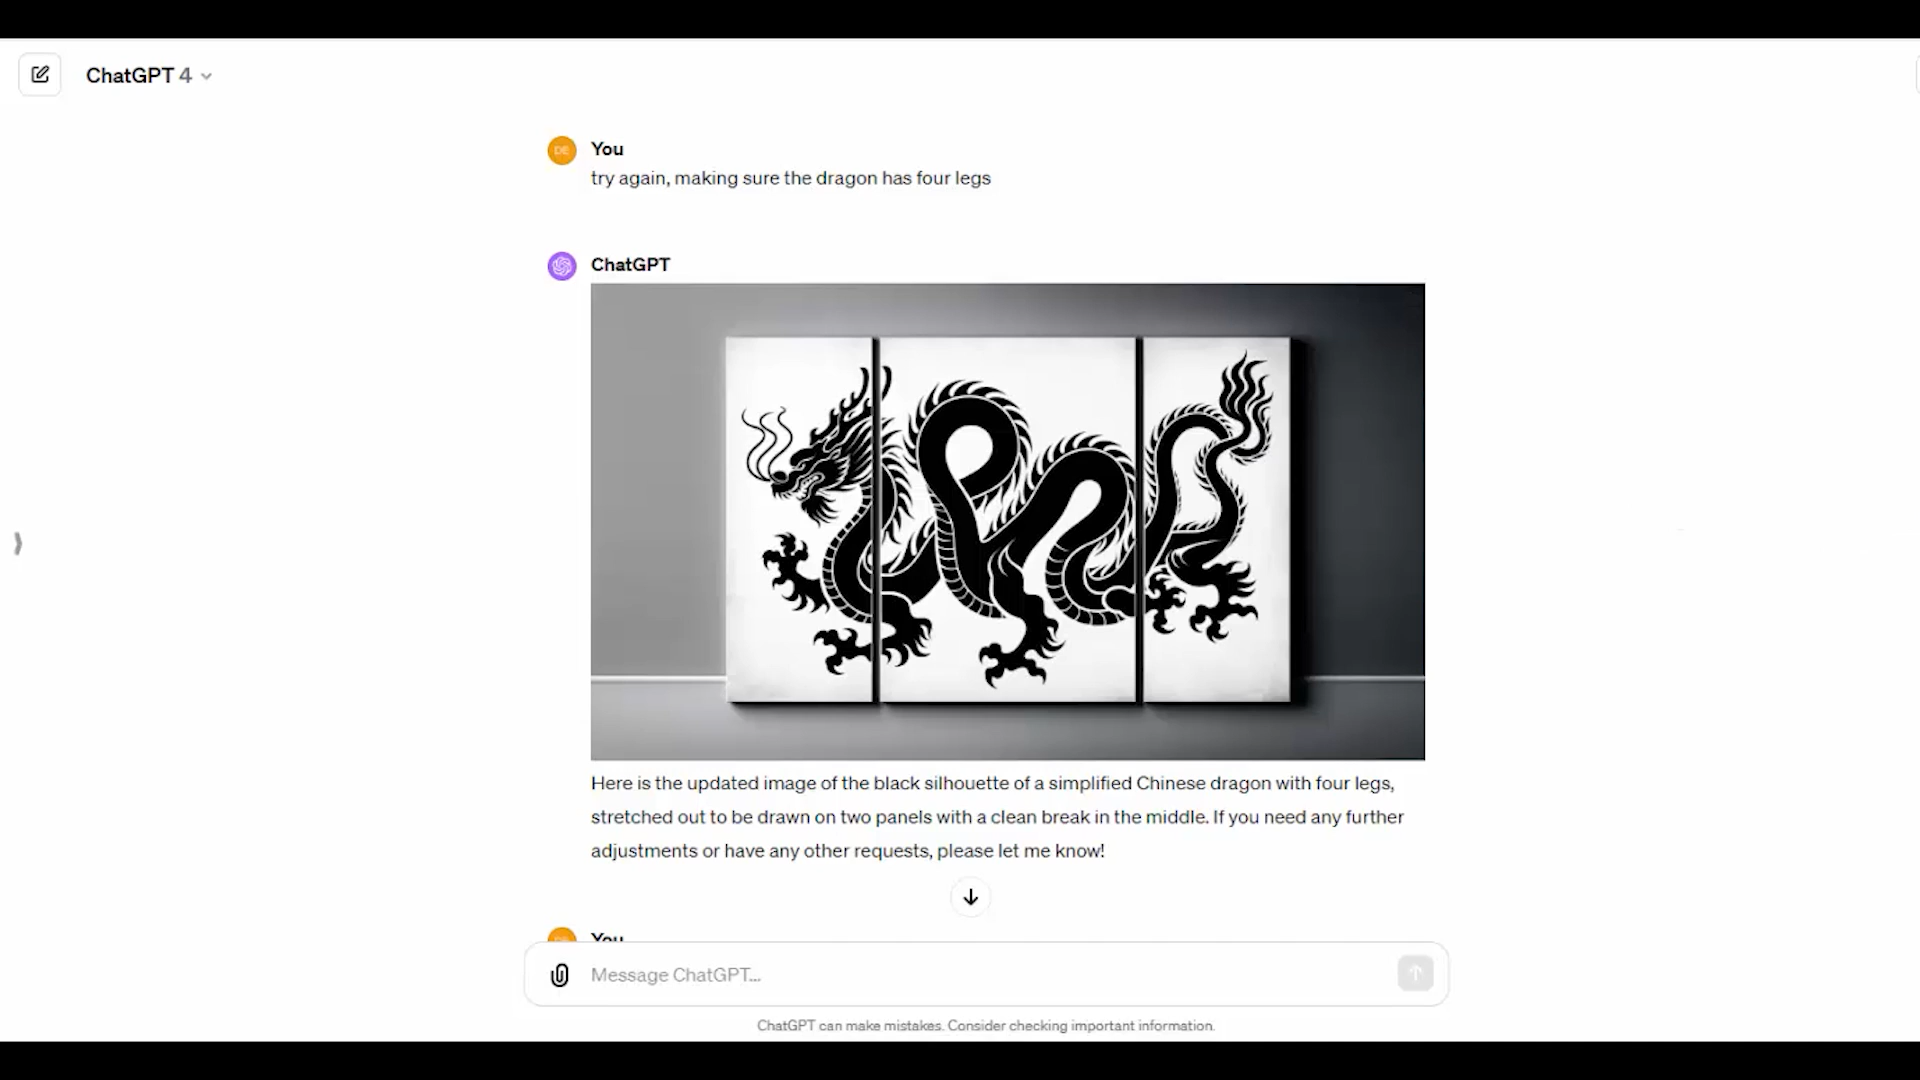 ChatGPT 4
DE
You
try again, making sure the dragon has four legs
ChatGPT
Here is the updated image of the black silhouette of a simplified Chinese dragon with four legs,
stretched out to be drawn on two panels with a clean break in the middle. If you need any further
adjustments or have any other requests, please let me know!
You
Message ChatGPT...
ChatGPT can make mistakes. Consider checking important information.